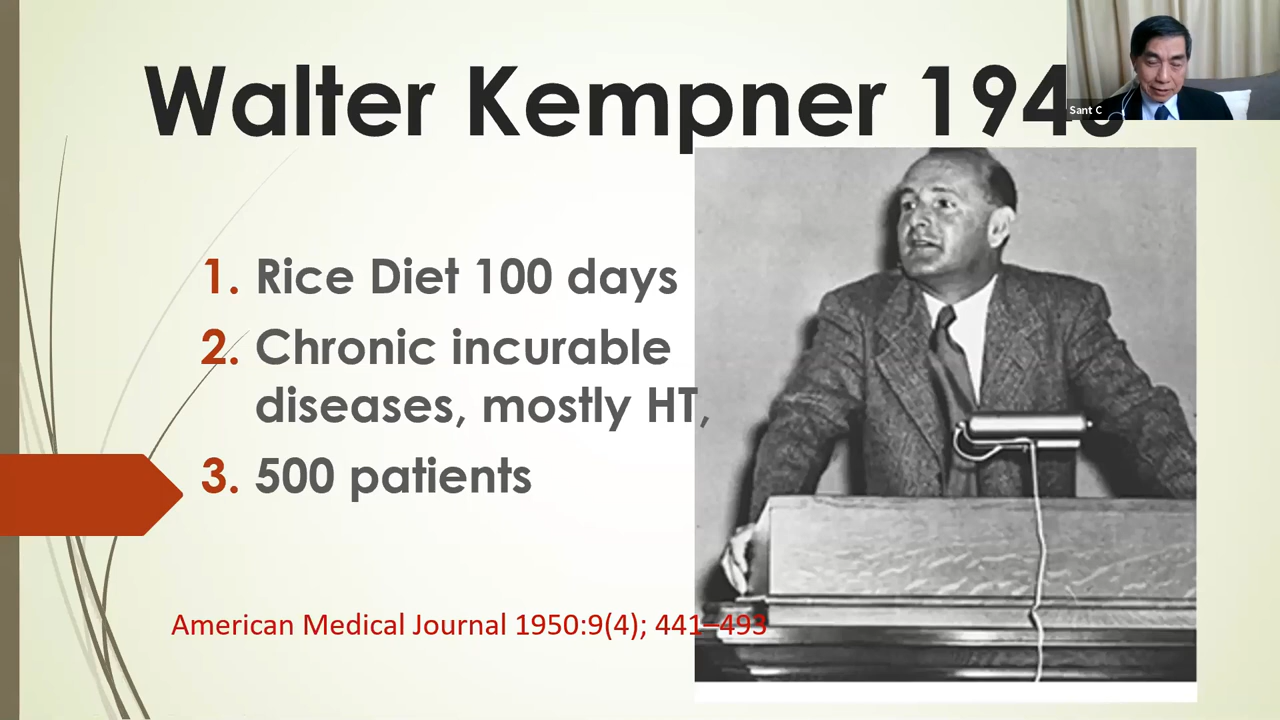 Walter Kempner 194
Sant C
1. Rice Diet 100 days
2. Chronic incurable
diseases, mostly HT,
3. 500 patients
American Medical Journal 1950:9(4); 441–493